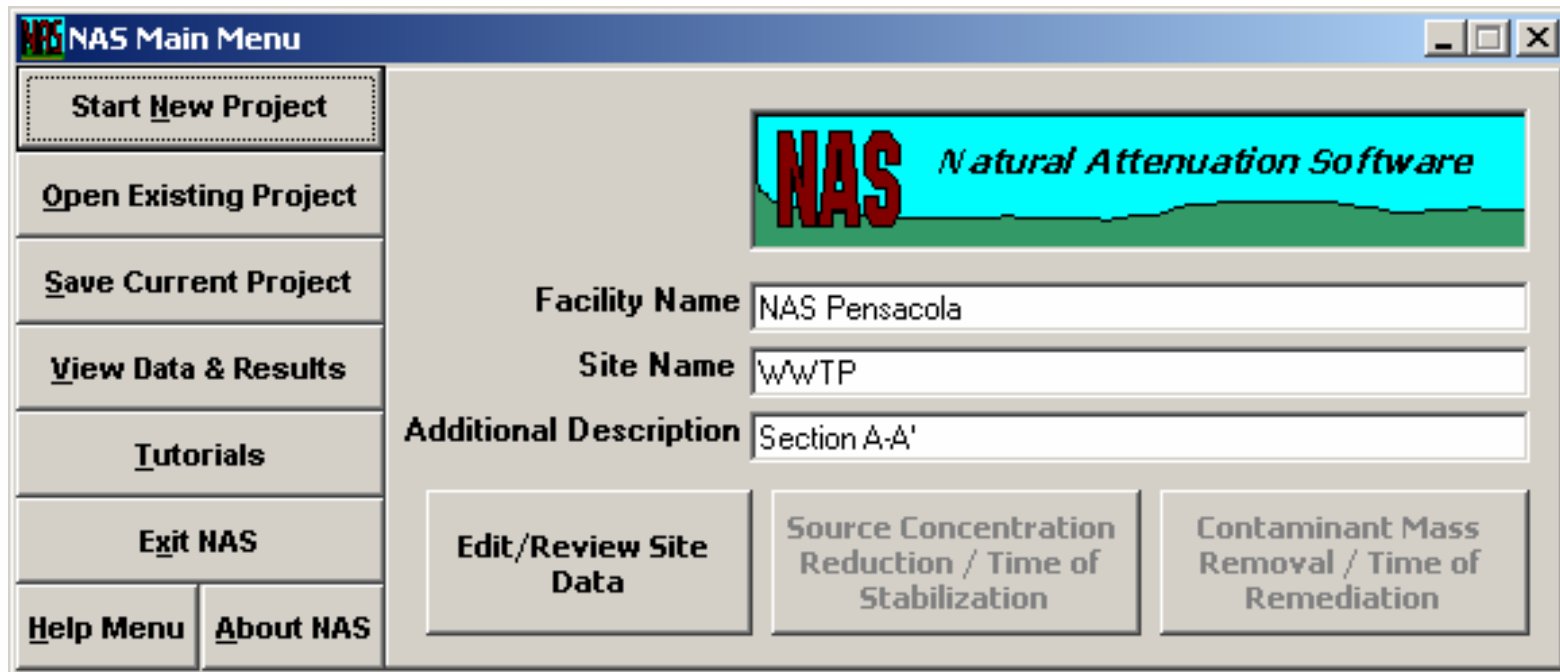 NAS NAS Main Menu
Start New Project
Open Existing Project
Save Current Project
View Data & Results
Tutorials
Exit NAS
Help Menu
About NAS
NAS Natural Attenuation Software
Facility Name NAS Pensacola
Site Name WWTP
Additional Description Section A-A'
Edit/Review Site
Data
Source Concentration
Reduction / Time of
Stabilization
Contaminant Mass
Removal / Time of
Remediation